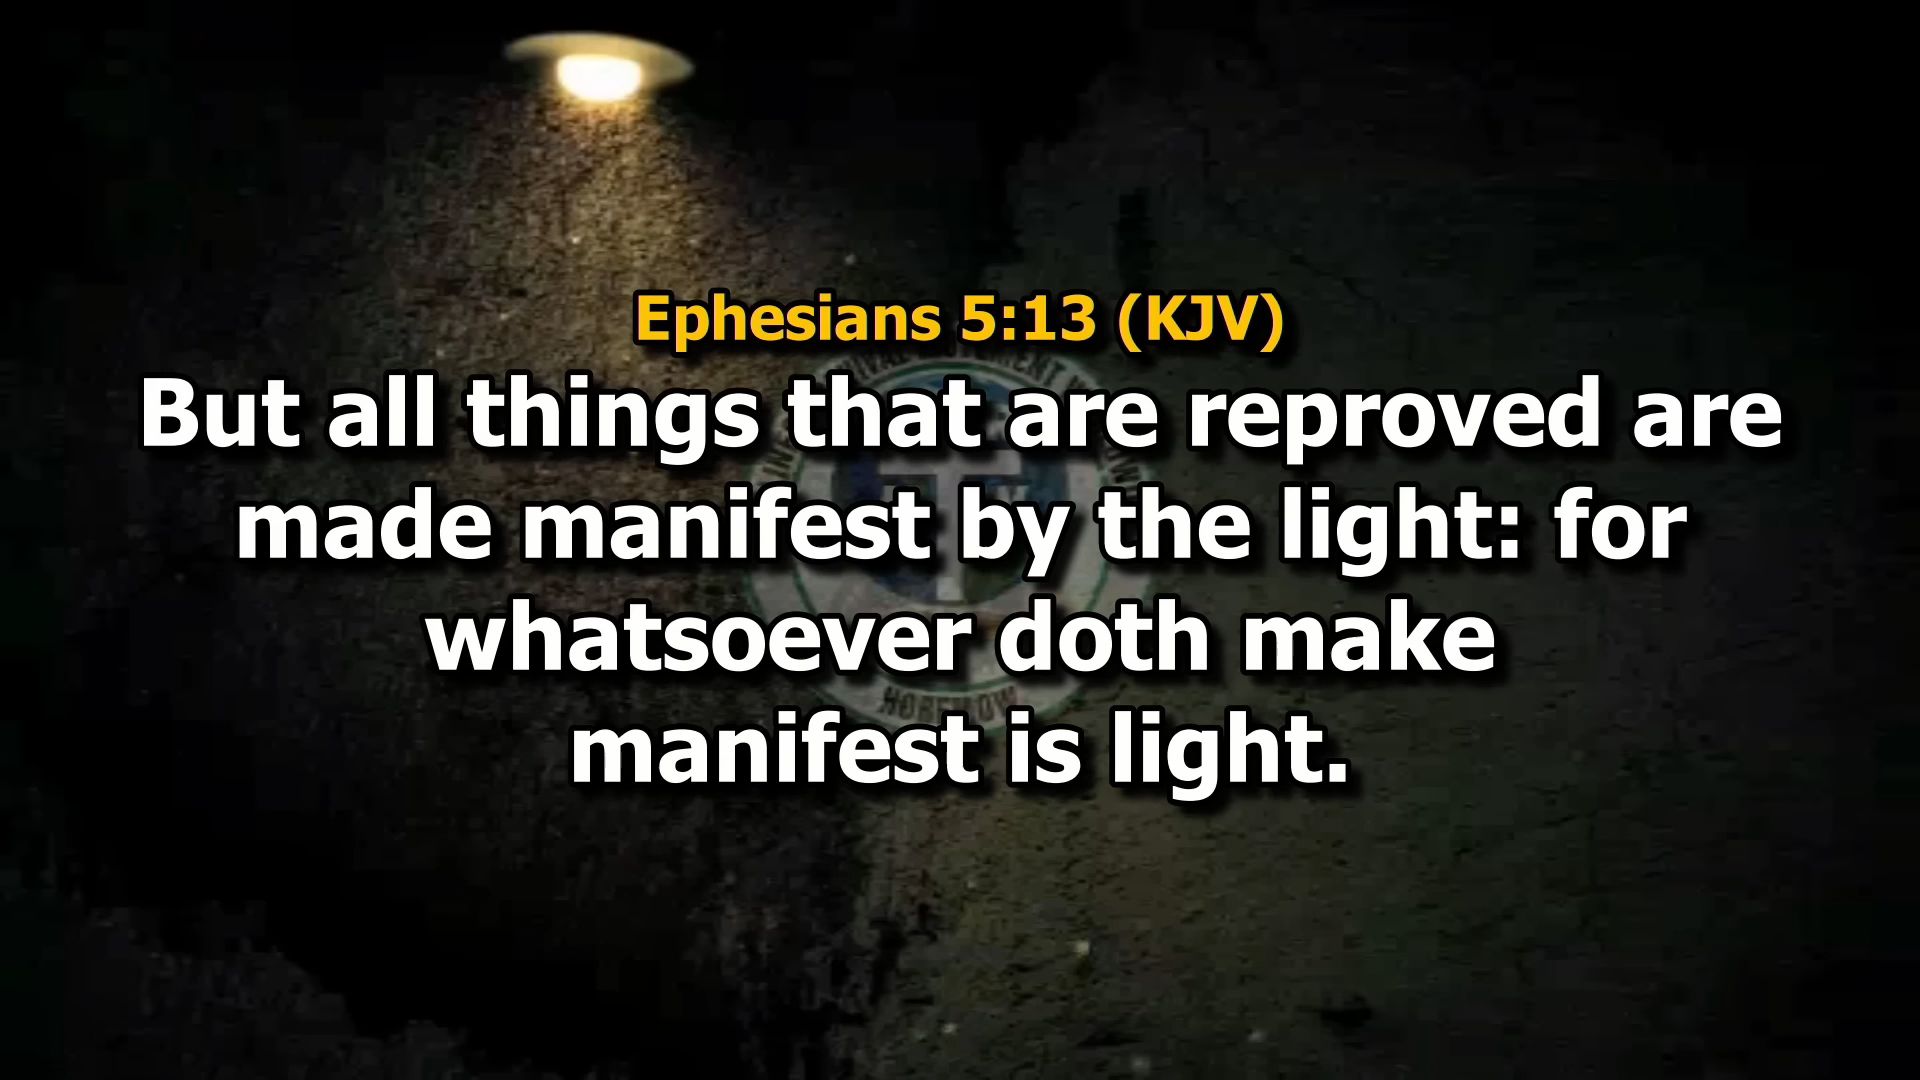 Ephesians 5:13 (KJV)
But all things that are reproved are
made manifest by the light: for
whatsoever doth make
manifest is light.